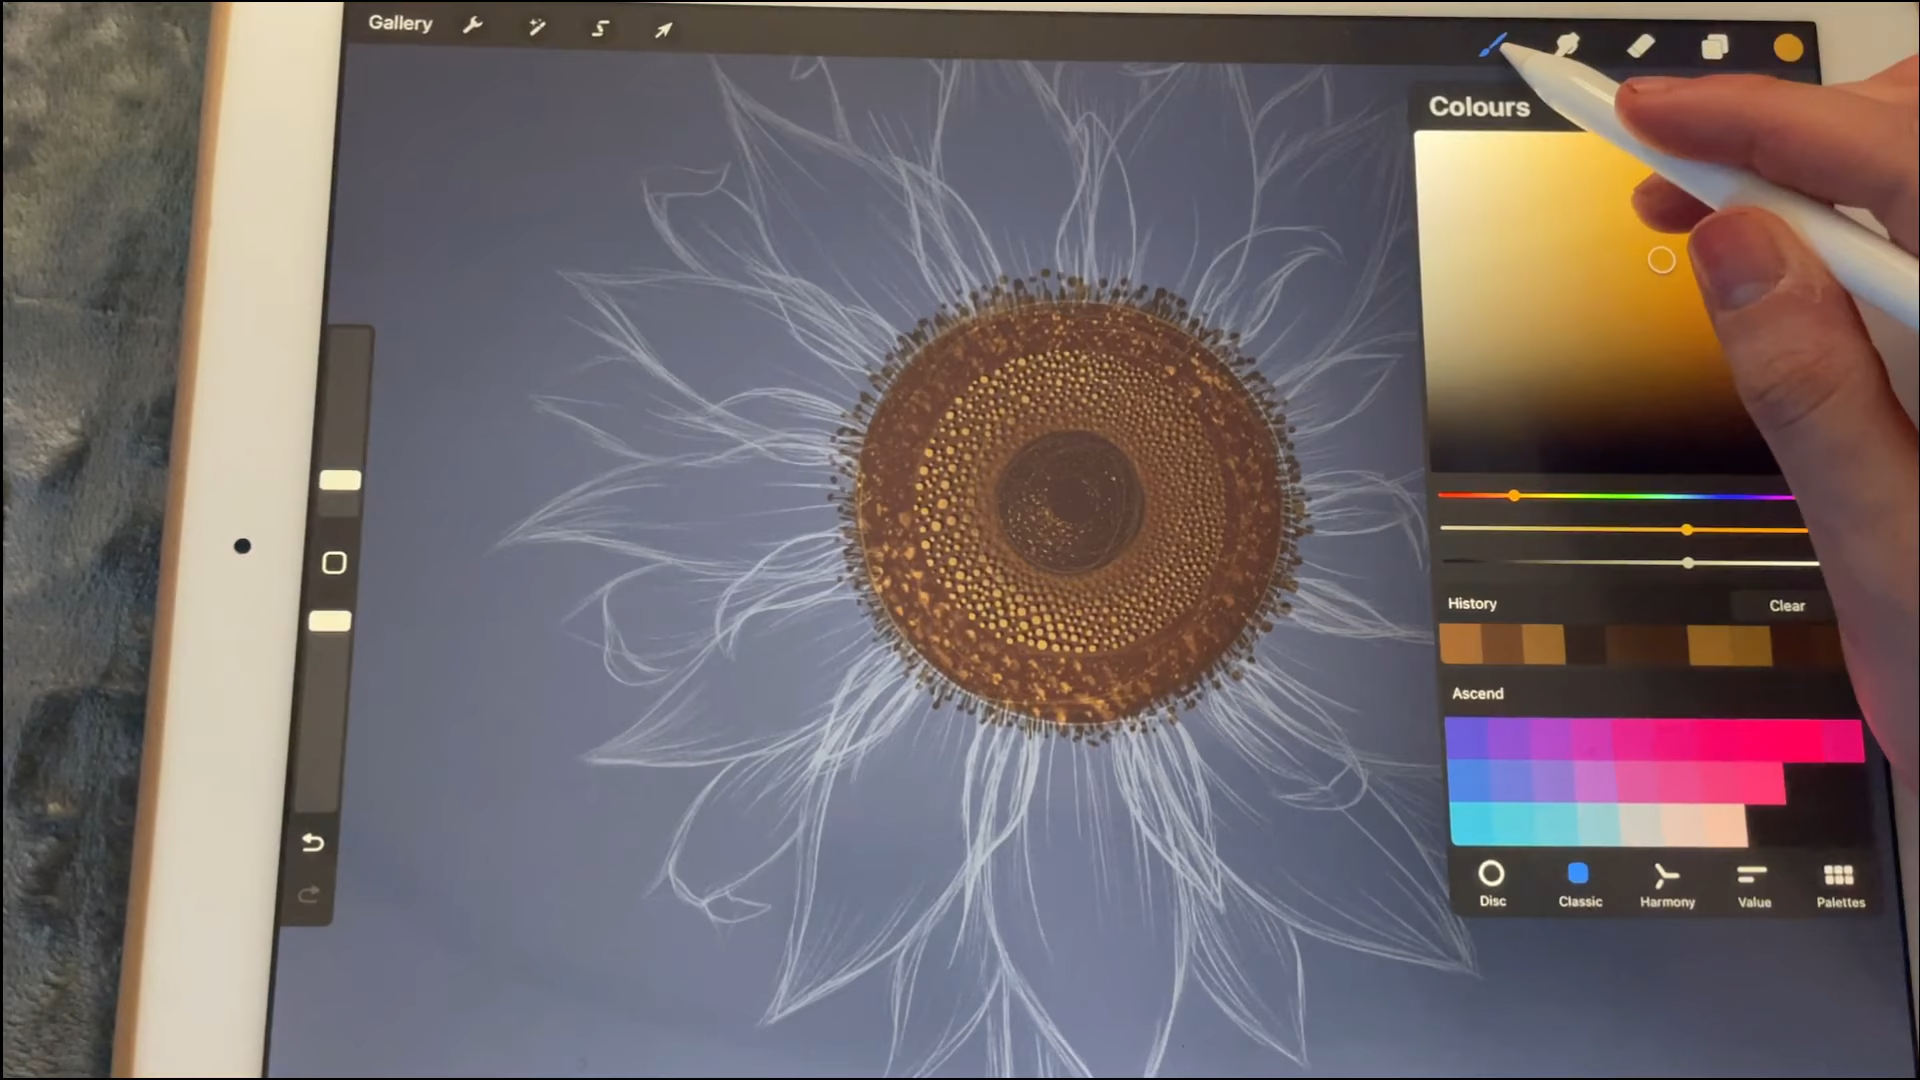 Gallery
Colours
History
Clear
Ascend
Disc
Classic
Harmony
Value
Palettes